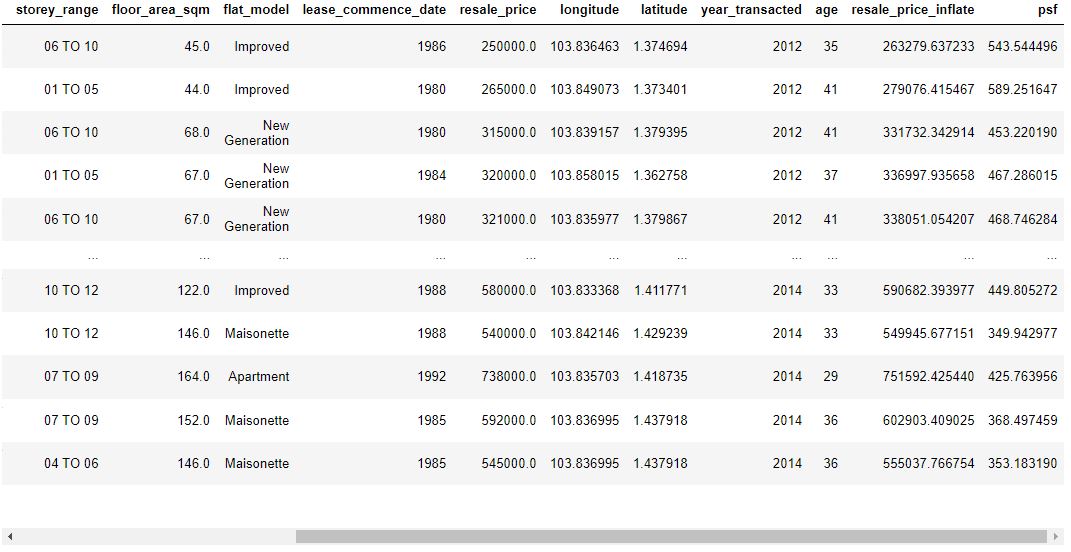 storey_range floor_area_sqm flat_model lease_commence_date resale_price longitude latitude year_transacted age resale_price_inflate psf
06 TO 10 45.0 Improved 1986 250000.0 103.836463 1.374694 2012 35 263279.637233 543.544496
01 TO 05 44.0 Improved 1980 265000.0 103.849073 1.373401 2012 41 279076.415467 589.251647
06 TO 10 68.0 New Generation 1980 315000.0 103.839157 1.379395 2012 41 331732.342914 453.220190
01 TO 05 67.0 New Generation 1984 320000.0 103.858015 1.362758 2012 37 336997.935658 467.286015
06 TO 10 67.0 New Generation 1980 321000.0 103.835977 1.379867 2012 41 338051.054207 468.746284
... ... ... ... ... ... ... ... ... ... ...
10 TO 12 122.0 Improved 1988 580000.0 103.833368 1.411771 2014 33 590682.393977 449.805272
10 TO 12 146.0 Maisonette 1988 540000.0 103.842146 1.429239 2014 33 549945.677151 349.942977
07 TO 09 164.0 Apartment 1992 738000.0 103.835703 1.418735 2014 29 751592.425440 425.763956
07 TO 09 152.0 Maisonette 1985 592000.0 103.836995 1.437918 2014 36 602903.409025 368.497459
04 TO 06 146.0 Maisonette 1985 545000.0 103.836995 1.437918 2014 36 555037.766754 353.183190